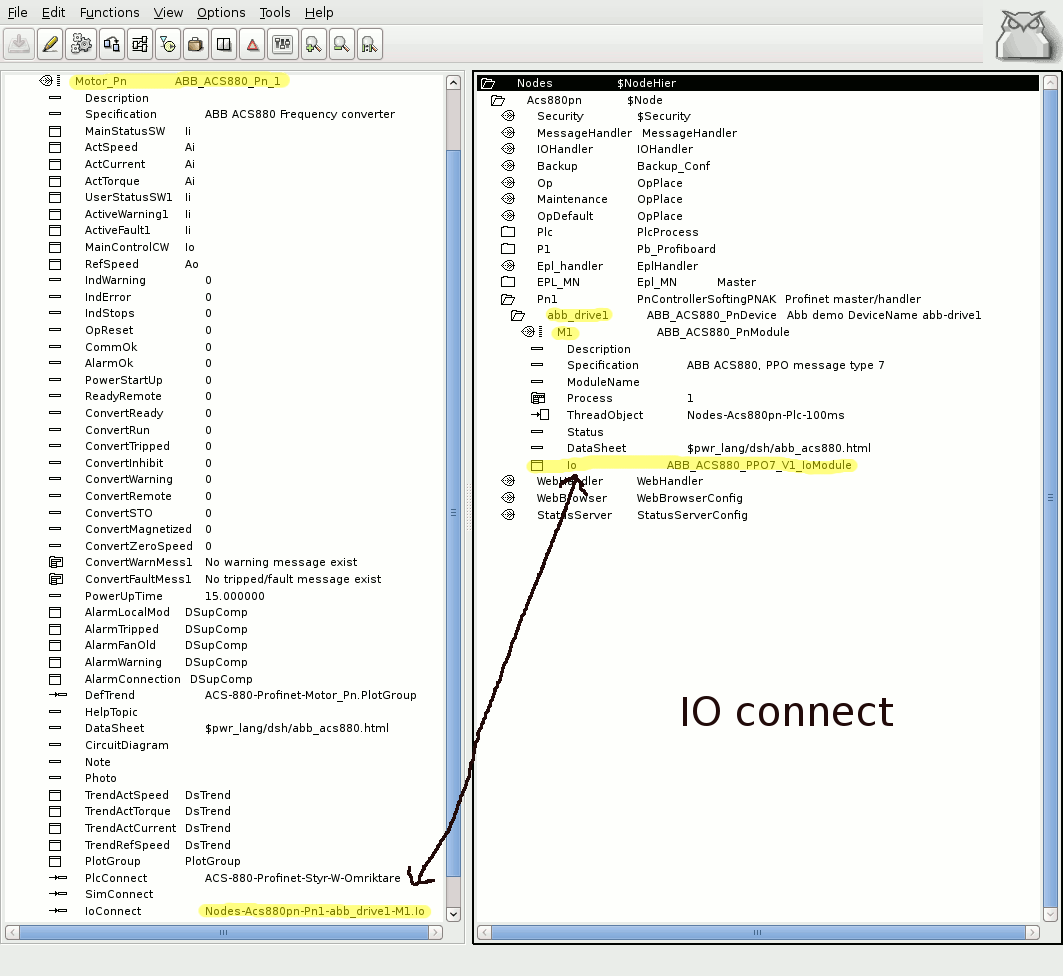 File Edit Functions View Options Tools Help
Motor_Pn ABB_ACS880_Pn_1
Description
Specification ABB ACS880 Frequency converter
MainStatusSW Ii
ActSpeed Ai
ActCurrent Ai
ActTorque Ai
UserStatusSW1 Ii
ActiveWarning1 Ii
ActiveFault1 Ii
MainControlCW Io
RefSpeed Ao
IndWarning 0
IndError 0
IndStops 0
OpReset 0
CommOk 0
AlarmOk 0
PowerStartUp 0
ReadyRemote 0
ConvertReady 0
ConvertRun 0
ConvertTripped 0
ConvertInhibit 0
ConvertWarning 0
ConvertRemote 0
ConvertSTO 0
ConvertMagnetized 0
ConvertZeroSpeed 0
ConvertWarnMess1 No warning message exist
ConvertFaultMess1 No tripped/fault message exist
PowerUpTime 15.000000
AlarmLocalMod DSupComp
AlarmTripped DSupComp
AlarmFanOld DSupComp
AlarmWarning DSupComp
AlarmConnection DSupComp
DefTrend ACS-880-Profinet-Motor_Pn.PlotGroup
HelpTopic
DataSheet $pwr_lang/dsh/abb_acs880.html
CircuitDiagram
Note
Photo
TrendActSpeed DsTrend
TrendActTorque DsTrend
TrendActCurrent DsTrend
TrendRefSpeed DsTrend
PlotGroup PlotGroup
PlcConnect ACS-880-Profinet-Styr-W-Omriktare
SimConnect
IoConnect Nodes-Acs880pn-Pn1-abb_drive1-M1.Io
Nodes $NodeHier
Acs880pn $Node
Security $Security
MessageHandler MessageHandler
IOHandler IOHandler
Backup Backup_Conf
Op OpPlace
Maintenance OpPlace
OpDefault OpPlace
Plc PlcProcess
P1 Pb_Profiboard
Epl_handler EplHandler
EPL_MN Epl_MN Master
Pn1 PnControllerSoftingPNAK Profinet master/handler
abb_drive1 ABB_ACS880_PnDevice Abb demo DeviceName abb-drive1
M1 ABB_ACS880_PnModule
Description
Specification ABB ACS880, PPO message type 7
ModuleName
Process 1
ThreadObject Nodes-Acs880pn-Plc-100ms
Status
DataSheet $pwr_lang/dsh/abb_acs880.html
Io ABB_ACS880_PPO7_V1_IoModule
WebHandler WebHandler
WebBrowser WebBrowserConfig
StatusServer StatusServerConfig
IO connect